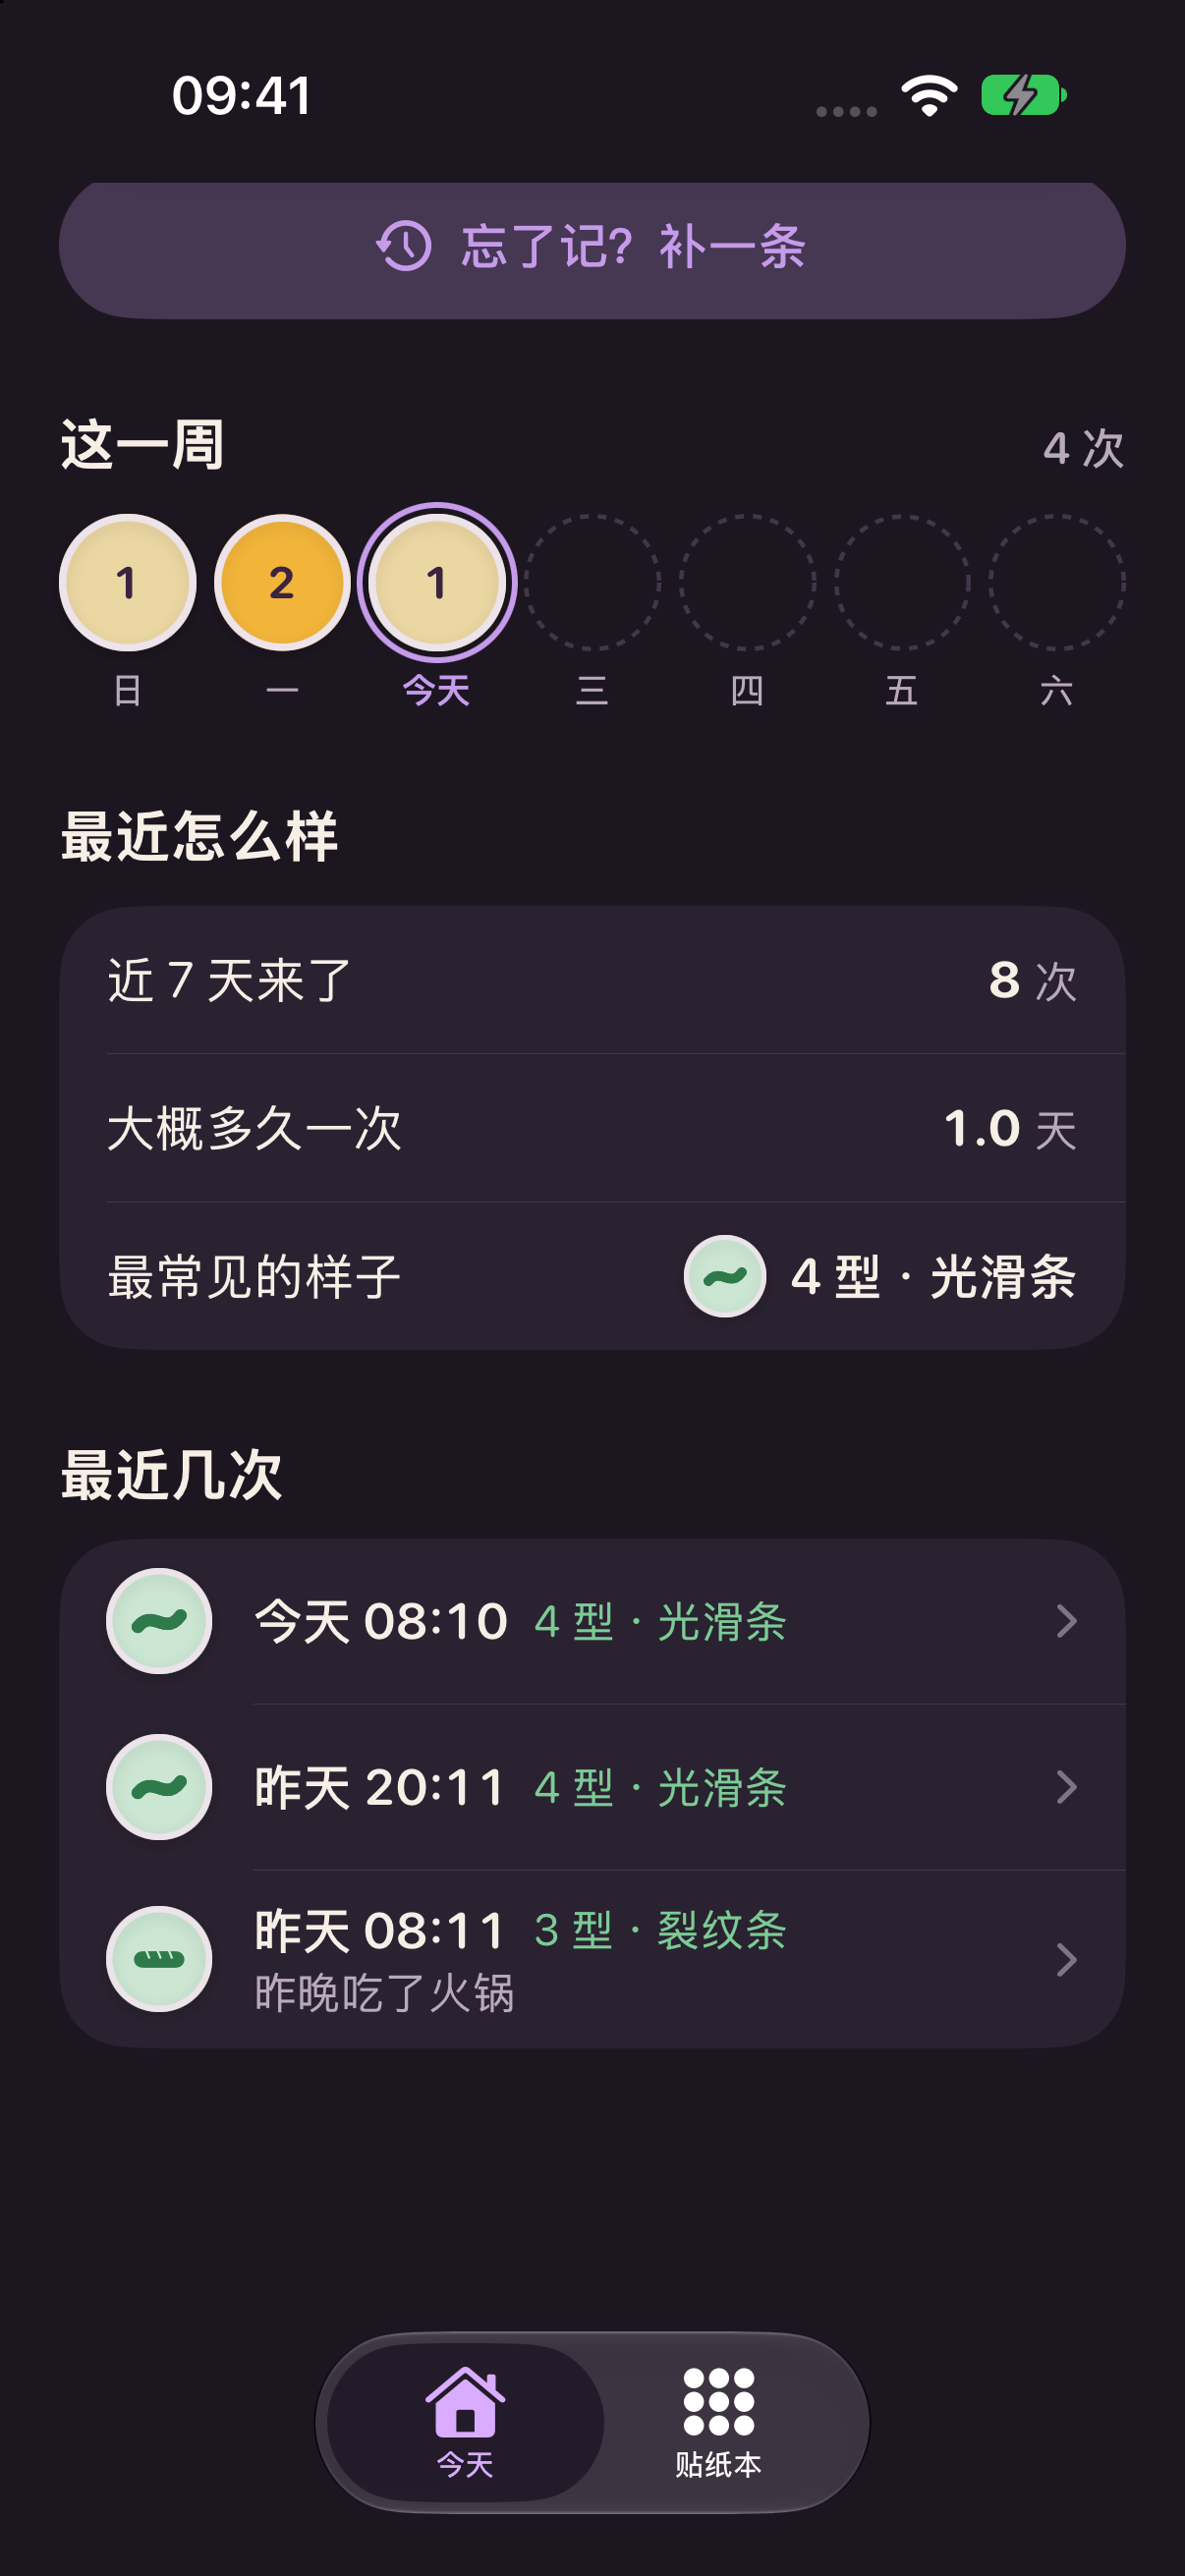 09:41
忘了记？补一条
这一周
4 次
1 2 1
日 一 今天 三 四 五 六
最近怎么样
近 7 天来了 8 次
大概多久一次 1.0 天
最常见的样子 4 型 · 光滑条
最近几次
今天 08:10 4 型 · 光滑条
昨天 20:11 4 型 · 光滑条
昨天 08:11 3 型 · 裂纹条
昨晚吃了火锅
今天 贴纸本